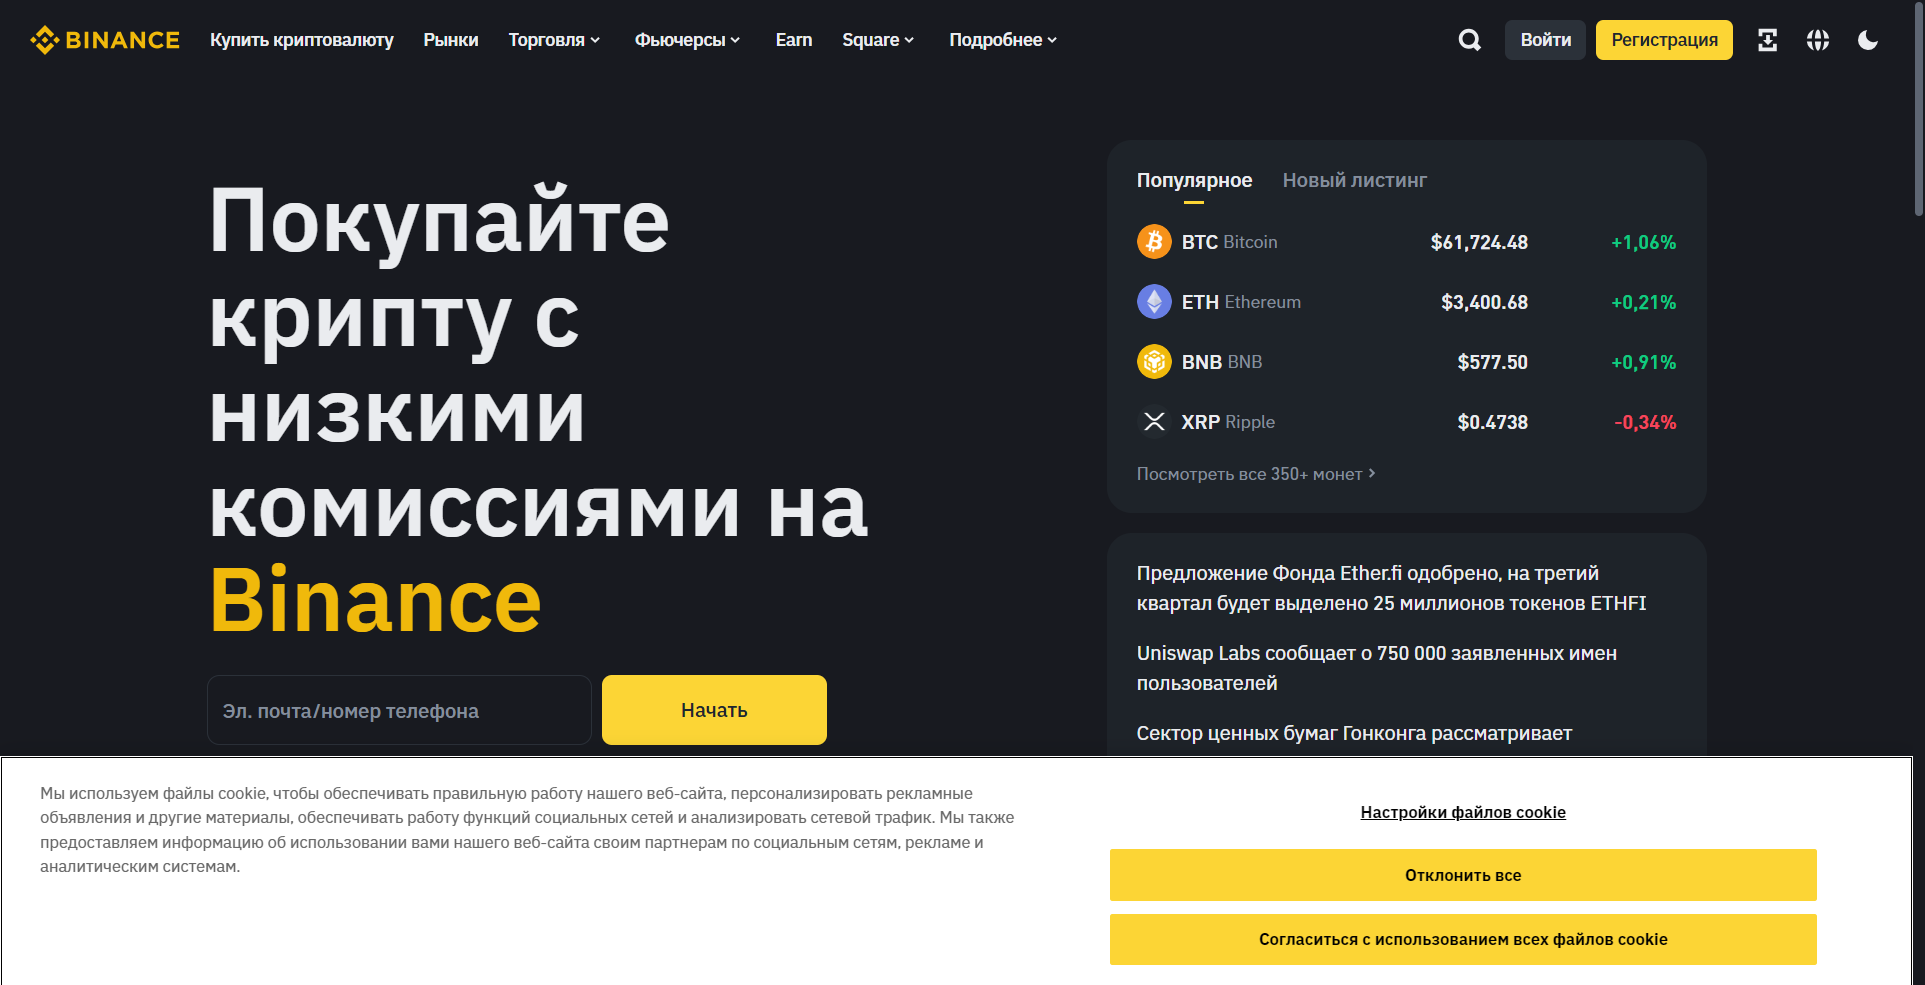 BINANCE
Купить криптовалюту
Рынки
Торговля
Фьючерсы
Earn
Square
Подробнее
Войти
Регистрация
Покупайте
крипту с
низкими
комиссиями на
Binance
Эл. почта/номер телефона
Начать
Популярное
Новый листинг
BTC Bitcoin $61,724.48 +1,06%
ETH Ethereum $3,400.68 +0,21%
BNB BNB $577.50 +0,91%
XRP Ripple $0.4738 -0,34%
Посмотреть все 350+ монет
Предложение Фонда Ether.fi одобрено, на третий
квартал будет выделено 25 миллионов токенов ETHFI
Uniswap Labs сообщает о 750 000 заявленных имен
пользователей
Сектор ценных бумаг Гонконга рассматривает
Мы используем файлы cookie, чтобы обеспечивать правильную работу нашего веб-сайта, персонализировать рекламные
объявления и другие материалы, обеспечивать работу функций социальных сетей и анализировать сетевой трафик. Мы также
предоставляем информацию об использовании вами нашего веб-сайта своим партнерам по социальным сетям, рекламе и
аналитическим системам.
Настройки файлов cookie
Отклонить все
Согласиться с использованием всех файлов cookie